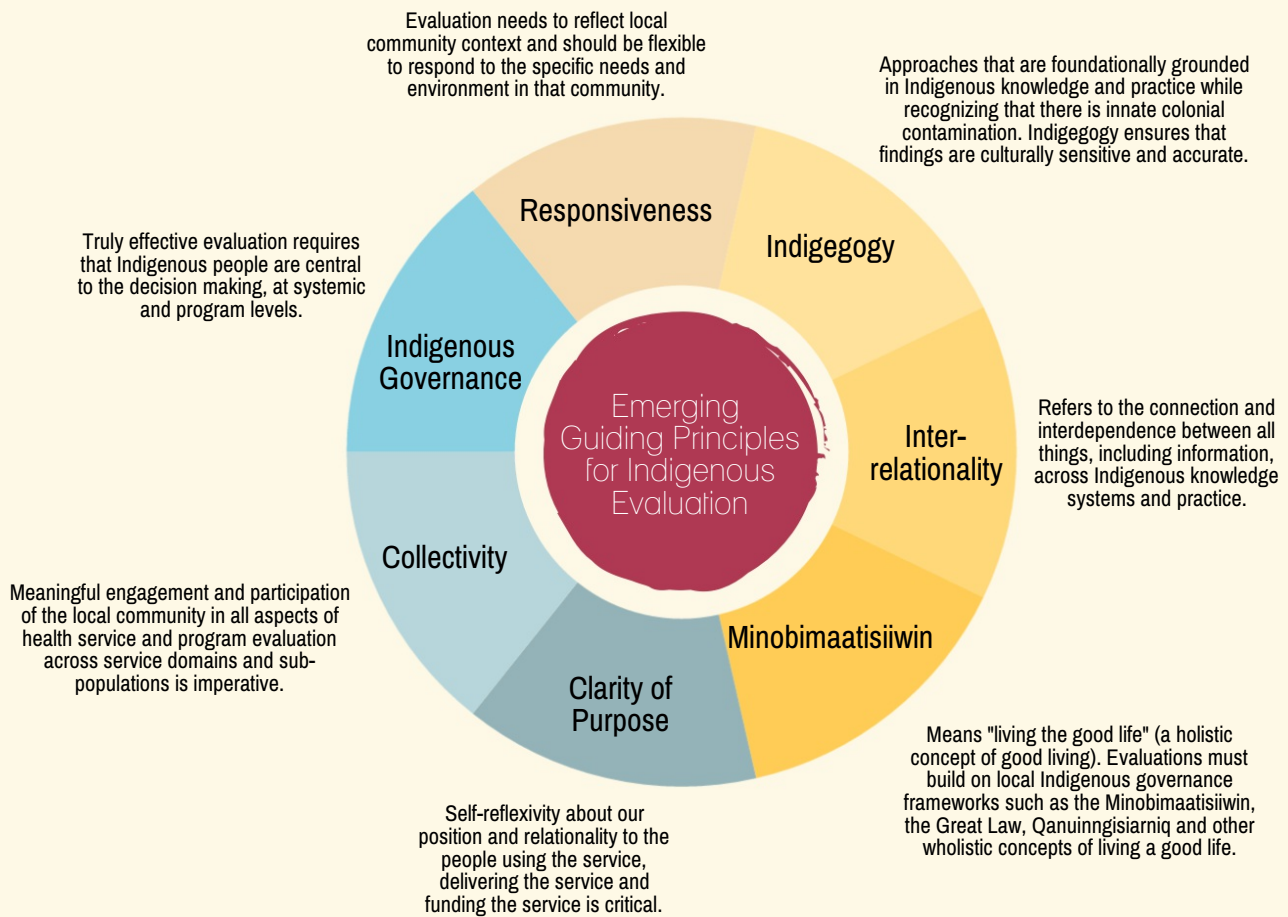 Evaluation needs to reflect local
community context and should be flexible
to respond to the specific needs and
environment in that community.
Approaches that are foundationally grounded
in Indigenous knowledge and practice while
recognizing that there is innate colonial
contamination. Indigegogy ensures that
findings are culturally sensitive and accurate.
Responsiveness
Indigegogy
Truly effective evaluation requires
that Indigenous people are central
to the decision making, at systemic
and program levels.
Indigenous
Governance
Emerging
Guiding Principles
for Indigenous
Evaluation
Inter-
relationality
Refers to the connection and
interdependence between all
things, including information,
across Indigenous knowledge
systems and practice.
Collectivity
Meaningful engagement and participation
of the local community in all aspects of
health service and program evaluation
across service domains and sub-
populations is imperative.
Minobimaatisiiwin
Clarity of
Purpose
Means "living the good life" (a holistic
concept of good living). Evaluations must
build on local Indigenous governance
frameworks such as the Minobimaatisiiwin,
the Great Law, Qanuinngisiarniq and other
wholistic concepts of living a good life.
Self-reflexivity about our
position and relationality to the
people using the service,
delivering the service and
funding the service is critical.